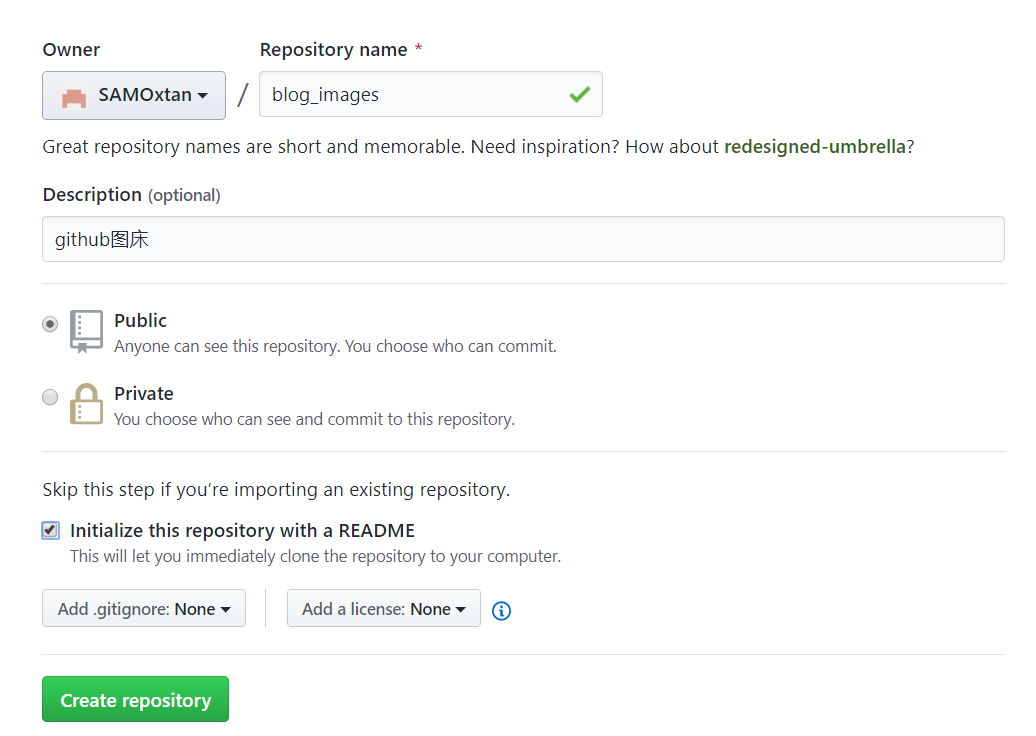 Owner
Repository name *
SAMOxtan / blog_images
Great repository names are short and memorable. Need inspiration? How about redesigned-umbrella?
Description (optional)
github图床
Public
Anyone can see this repository. You choose who can commit.
Private
You choose who can see and commit to this repository.
Skip this step if you’re importing an existing repository.
Initialize this repository with a README
This will let you immediately clone the repository to your computer.
Add .gitignore: None
Add a license: None
Create repository